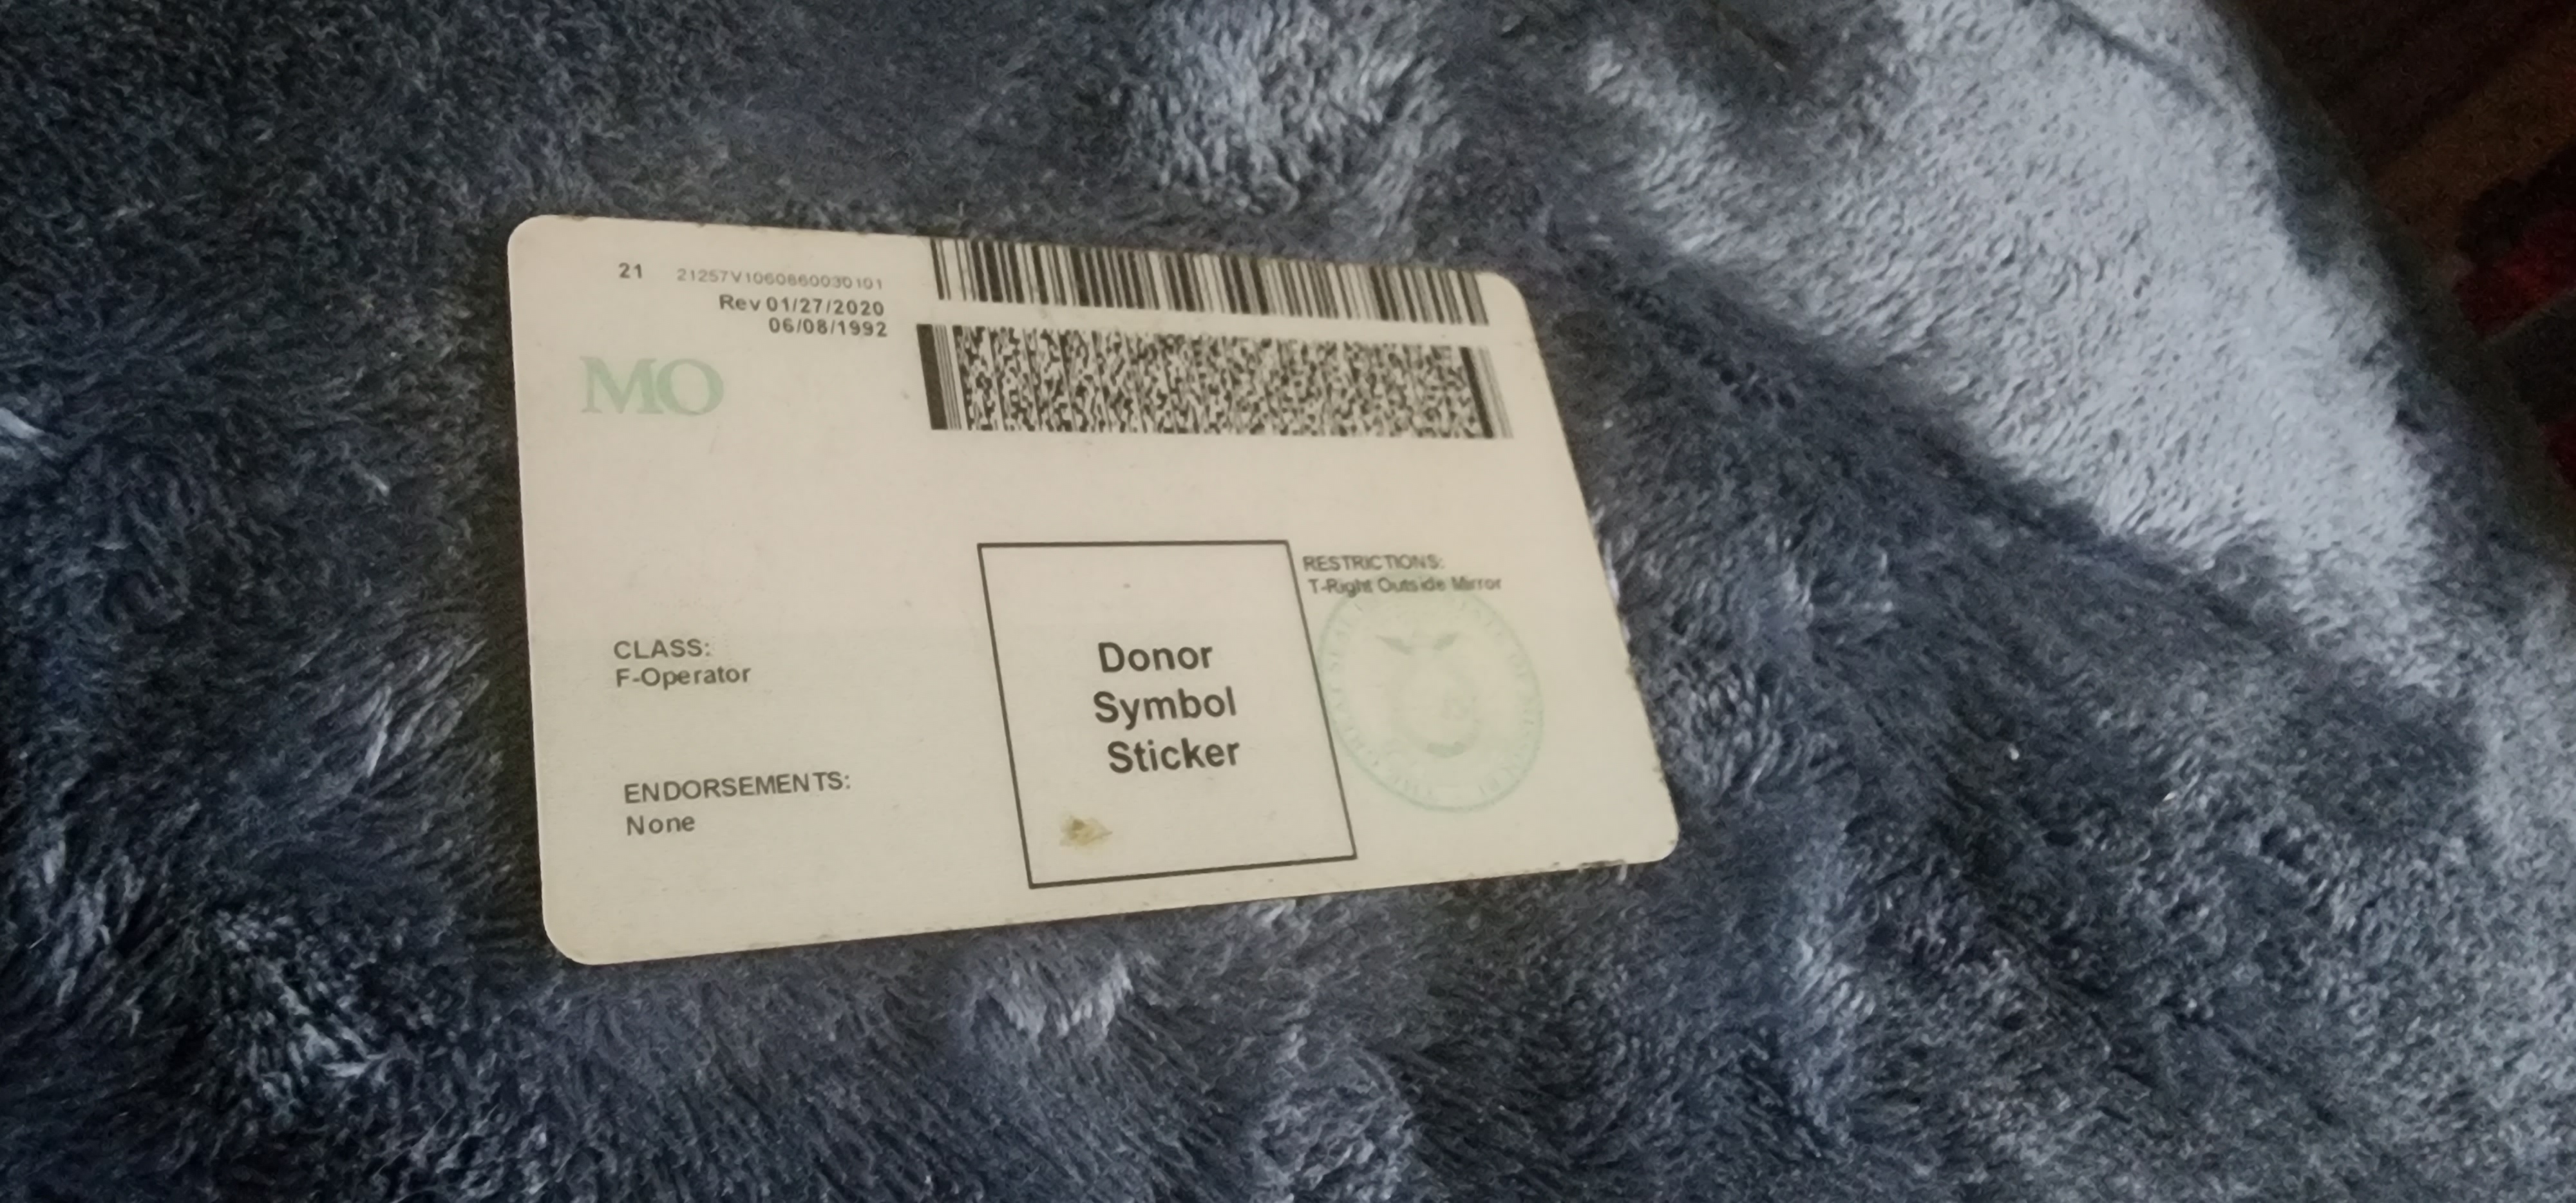 21 21257V1060860030101
Rev 01/27/2020
06/08/1992
MO
RESTRICTIONS:
T-Right Outside Mirror
CLASS:
F-Operator
Donor
Symbol
Sticker
ENDORSEMENTS:
None